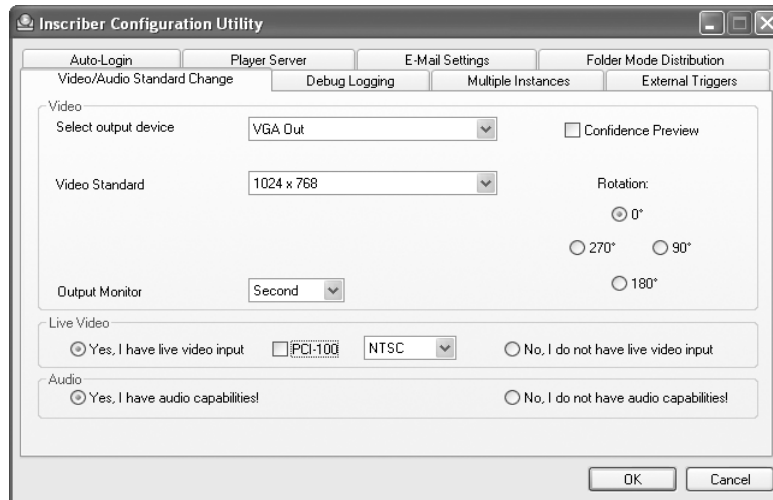 Inscriber Configuration Utility
Auto-Login
Player Server
E-Mail Settings
Folder Mode Distribution
Video/Audio Standard Change
Debug Logging
Multiple Instances
External Triggers
Video
Select output device
VGA Out
Confidence Preview
Video Standard
1024 x 768
Rotation:
0°
270°
90°
180°
Output Monitor
Second
Live Video
Yes, I have live video input
PCI-100
NTSC
No, I do not have live video input
Audio
Yes, I have audio capabilities!
No, I do not have audio capabilities!
OK
Cancel